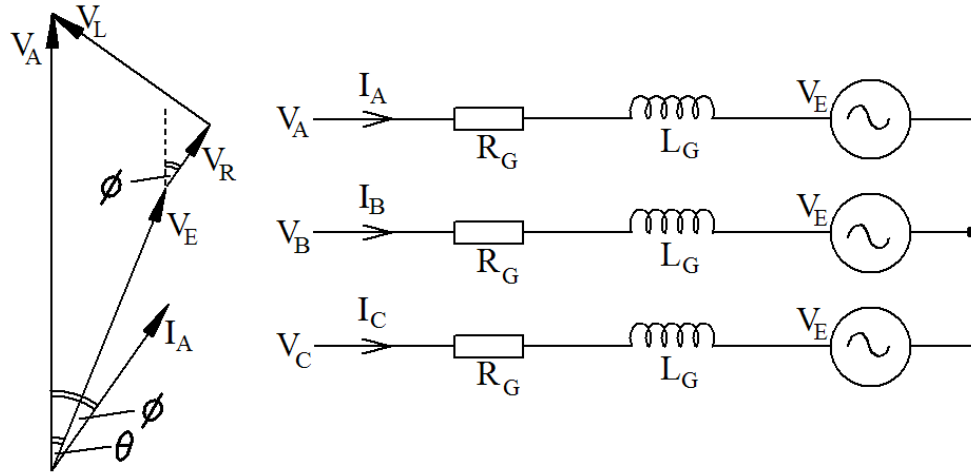 V_L
V_A
V_R
ϕ
V_E
I_A
ϕ
θ
I_A
V_A
R_G
L_G
V_E
I_B
V_B
R_G
L_G
V_E
I_C
V_C
R_G
L_G
V_E